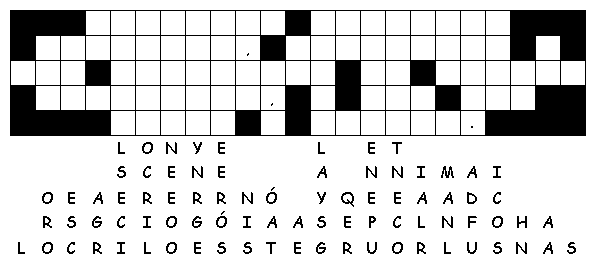 L O N Y E L E T
S C E N E A N N I M A I
O E A E R E R R N Ó Y Q E E A A D C
R S G C I O G Ó I A A S E P C L N F O H A
L O C R I L O E S S T E G R U O R L U S N A S